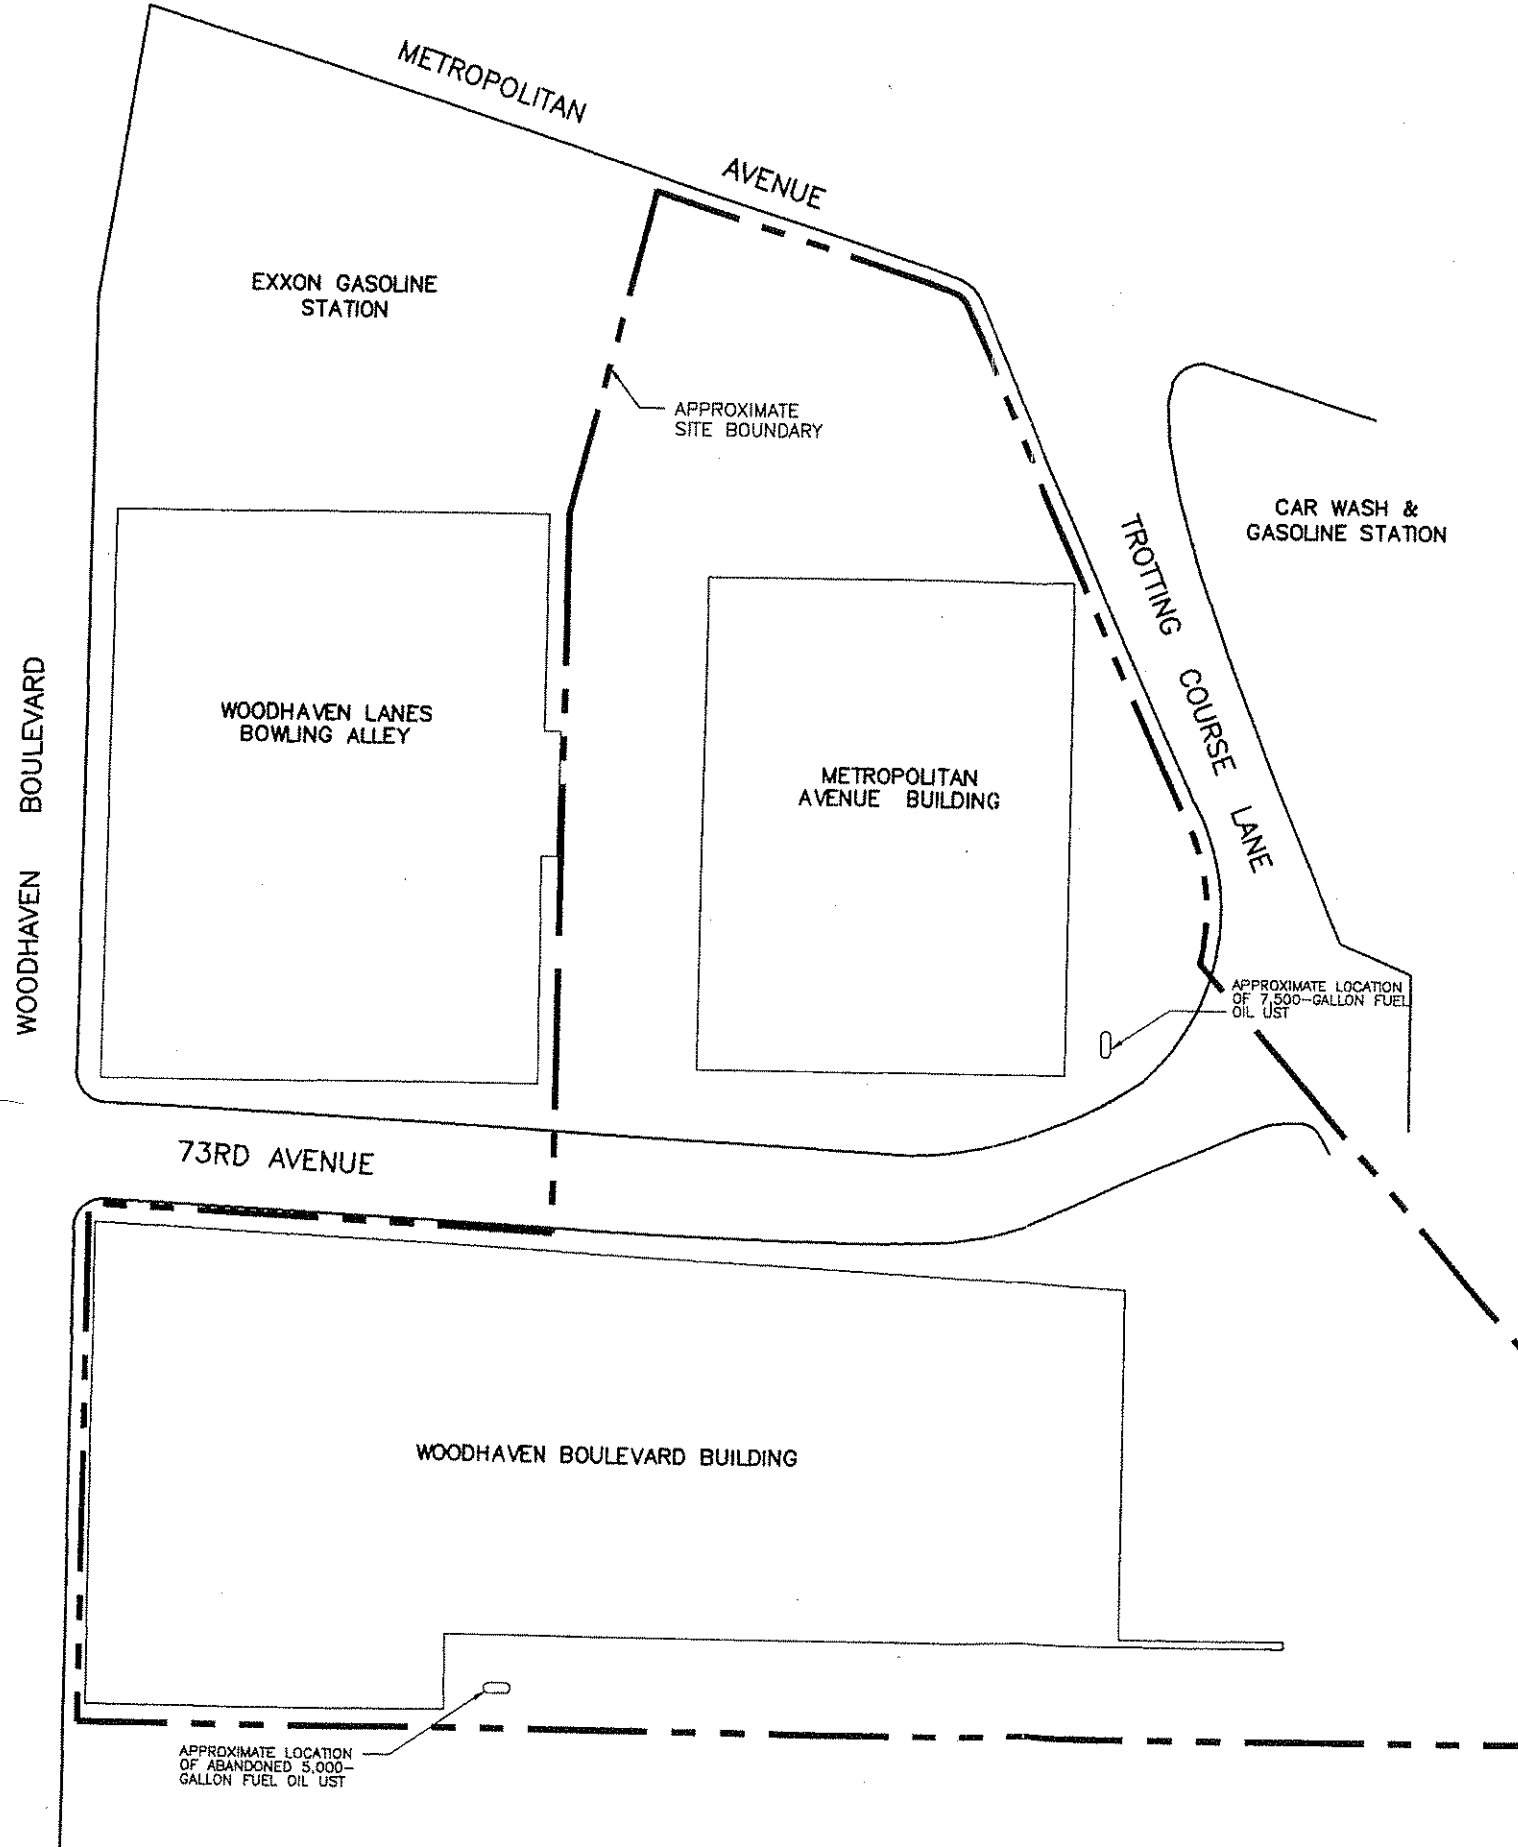 METROPOLITAN
AVENUE
EXXON GASOLINE
STATION
APPROXIMATE
SITE BOUNDARY
CAR WASH &
GASOLINE STATION
TROTTING COURSE LANE
WOODHAVEN BOULEVARD
WOODHAVEN LANES
BOWLING ALLEY
METROPOLITAN
AVENUE BUILDING
APPROXIMATE LOCATION
OF 7,500-GALLON FUEL
OIL UST
73RD AVENUE
WOODHAVEN BOULEVARD BUILDING
APPROXIMATE LOCATION
OF ABANDONED 5,000-
GALLON FUEL OIL UST